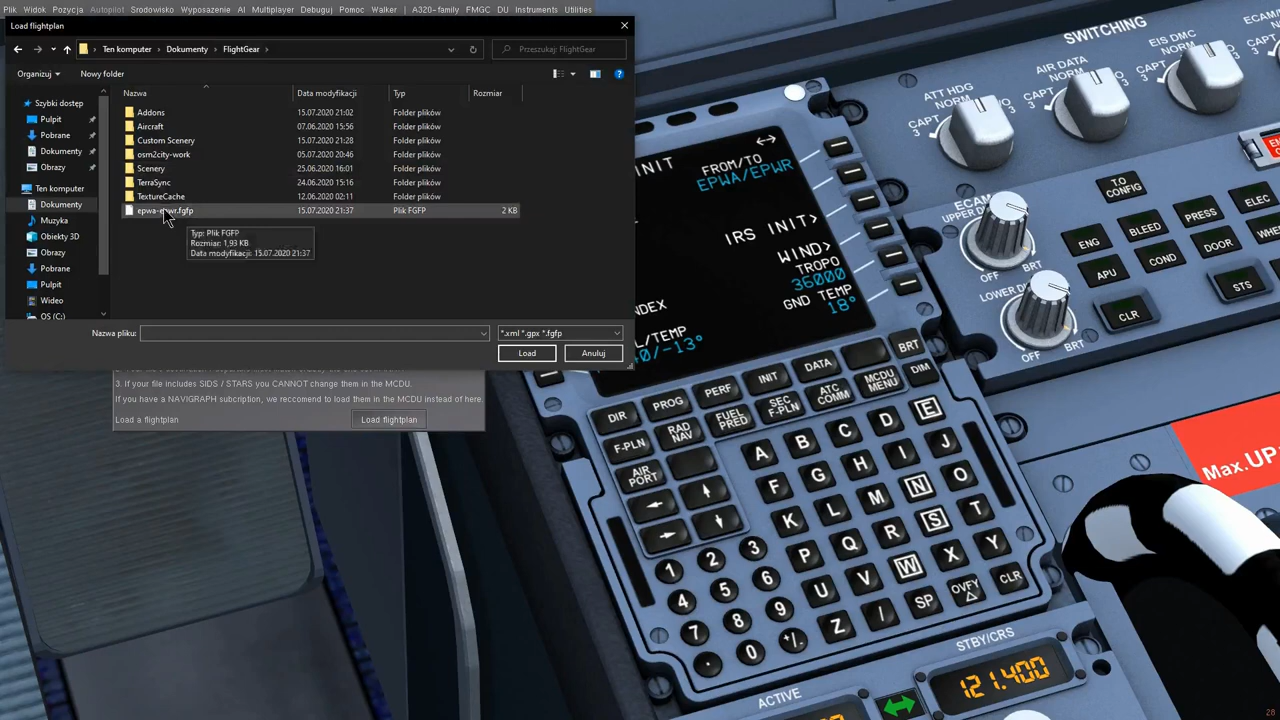 Plik Widok Lokacja Pozycja Autopilot Środowisko Wyposażenie AI Multiplayer Debuguj Pomoc Walker | A320-family FMGC DU Instruments Utilities
Load flightplan
Ten komputer > Dokumenty > FlightGear >
Przeszukaj: FlightGear
Organizuj
New folder
Nazwa Data modyfikacji Typ Rozmiar
Addons 15.07.2020 21:02 Folder plików
Aircraft 07.06.2020 15:56 Folder plików
Custom Scenery 15.07.2020 21:28 Folder plików
osm2city-work 05.07.2020 20:46 Folder plików
Scenery 25.06.2020 16:01 Folder plików
TerraSync 24.06.2020 15:16 Folder plików
TextureCache 12.06.2020 02:11 Folder plików
15.07.2020 21:37 Plik FGFP 2 KB
Typ: Plik FGFP
Rozmiar: 1,93 KB
Data modyfikacji: 15.07.2020 21:37
Szybki dostęp
Pulpit
Pobrane
Dokumenty
Obrazy
Ten komputer
Dokumenty
Muzyka
Obiekty 3D
Obrazy
Pobrane
Pulpit
Wideo
OS (C:)
Nazwa pliku:
*.xml *.gpx *.fgfp
Load
Anuluj
3. If your file includes SIDS / STARS you CANNOT change them in the MCDU.
If you have a NAVIGRAPH subcription, we reccomend to load them in the MCDU instead of here.
Load a flightplan
Load flightplan
INIT
FROM/TO
EPWA/EPWR
IRS INIT>
WIND>
TROPO
36000
GND TEMP
18°
/-13°
DIR
PROG
PERF
INIT
DATA
BRT
F-PLN
RAD NAV
FUEL PRED
SEC F-PLN
ATC COMM
MCDU MENU
DIM
AIR PORT
A B C D E
F G H I J
K L M N O
P Q R S T
U V W X Y
Z / SP OVFY CLR
1 2 3
4 5 6
7 8 9
. 0 +/-
SWITCHING
ATT HDG
NORM
CAPT
AIR DATA
NORM
CAPT 3
EIS DMC
NORM
CAPT 3
ECAM
UPPER
OFF BRT
LOWER
OFF BRT
T.O CONFIG
ENG
BLEED
PRESS
ELEC
APU
COND
DOOR
CLR
STS
STBY/CRS
121.400
ACTIVE
28